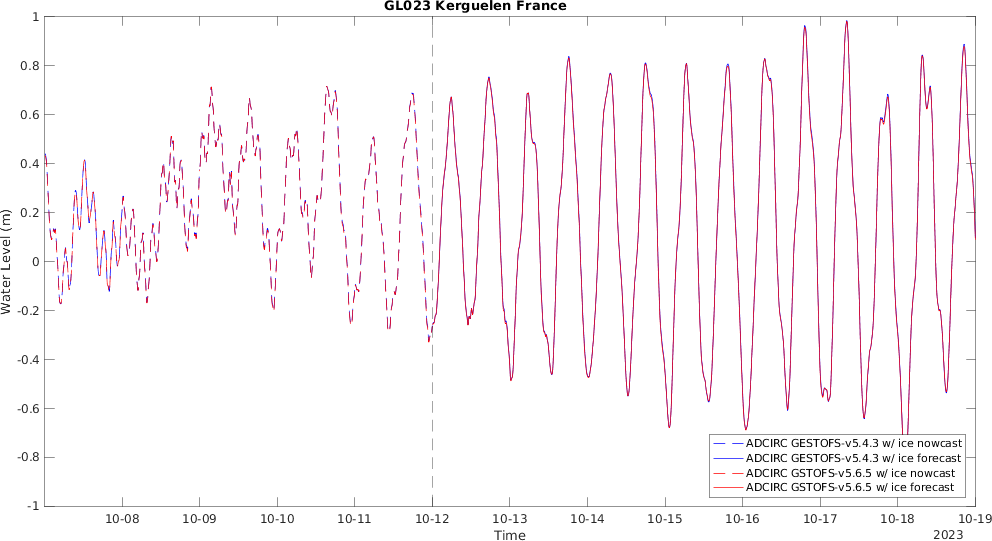 GL023 Kerguelen France
1
0.8
0.6
0.4
0.2
0
-0.2
-0.4
-0.6
-0.8
-1
Water Level (m)
ADCIRC GESTOFS-v5.4.3 w/ ice nowcast
ADCIRC GESTOFS-v5.4.3 w/ ice forecast
ADCIRC GSTOFS-v5.6.5 w/ ice nowcast
ADCIRC GSTOFS-v5.6.5 w/ ice forecast
10-08 10-09 10-10 10-11 10-12 10-13 10-14 10-15 10-16 10-17 10-18 10-19
Time
2023